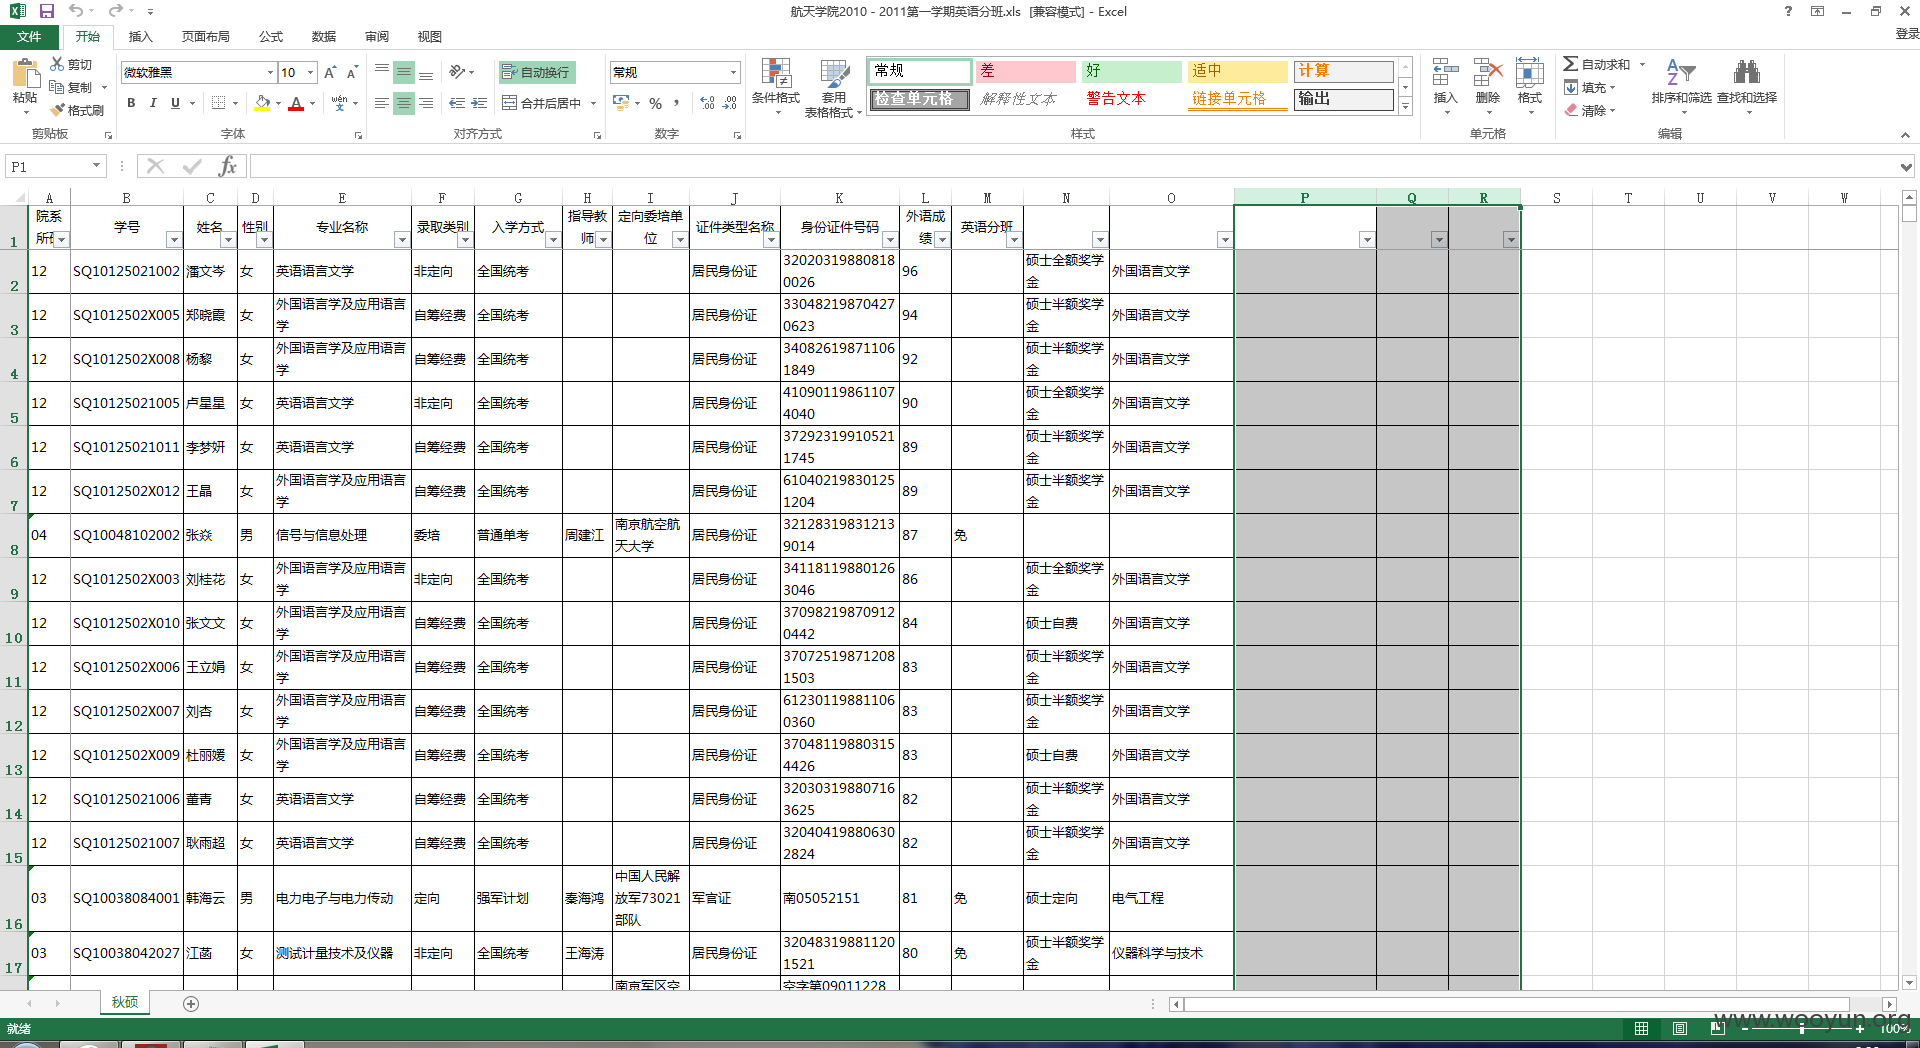 航天学院2010 - 2011第一学期英语分班.xls [兼容模式] - Excel
登录
文件 开始 插入 页面布局 公式 数据 审阅 视图
粘贴 剪切 复制 格式刷 剪贴板
微软雅黑 10 B I U A 字体
自动换行 合并后居中 对齐方式
常规 % 数字
条件格式 套用表格格式
常规 差 好 适中 计算
检查单元格 解释性文本 警告文本 链接单元格 输出
样式
插入 删除 格式 单元格
自动求和 填充 清除 排序和筛选 查找和选择 编辑
P1 fx
A B C D E F G H I J K L M N O P Q R S T U V W
1 院系所 学号 姓名 性别 专业名称 录取类别 入学方式 指导教师 定向委培单位 证件类型名称 身份证件号码 外语成绩 英语分班
2 12 SQ10125021002 潘文岑 女 英语语言文学 非定向 全国统考 居民身份证 320203198808180026 96 硕士全额奖学金 外国语言文学
3 12 SQ1012502X005 郑晓霞 女 外国语言学及应用语言学 自筹经费 全国统考 居民身份证 330482198704270623 94 硕士半额奖学金 外国语言文学
4 12 SQ1012502X008 杨黎 女 外国语言学及应用语言学 自筹经费 全国统考 居民身份证 340826198711061849 92 硕士半额奖学金 外国语言文学
5 12 SQ10125021005 卢星星 女 英语语言文学 非定向 全国统考 居民身份证 410901198611074040 90 硕士全额奖学金 外国语言文学
6 12 SQ10125021011 李梦妍 女 英语语言文学 自筹经费 全国统考 居民身份证 372923199105211745 89 硕士半额奖学金 外国语言文学
7 12 SQ1012502X012 王晶 女 外国语言学及应用语言学 自筹经费 全国统考 居民身份证 610402198301251204 89 硕士半额奖学金 外国语言文学
8 04 SQ10048102002 张焱 男 信号与信息处理 委培 普通单考 周建江 南京航空航天大学 居民身份证 321283198312139014 87 免
9 12 SQ1012502X003 刘桂花 女 外国语言学及应用语言学 非定向 全国统考 居民身份证 341181198801263046 86 硕士全额奖学金 外国语言文学
10 12 SQ1012502X010 张文文 女 外国语言学及应用语言学 自筹经费 全国统考 居民身份证 370982198709120442 84 硕士自费 外国语言文学
11 12 SQ1012502X006 王立娟 女 外国语言学及应用语言学 自筹经费 全国统考 居民身份证 370725198712081503 83 硕士半额奖学金 外国语言文学
12 12 SQ1012502X007 刘杏 女 外国语言学及应用语言学 自筹经费 全国统考 居民身份证 612301198811060360 83 硕士半额奖学金 外国语言文学
13 12 SQ1012502X009 杜丽媛 女 外国语言学及应用语言学 自筹经费 全国统考 居民身份证 370481198803154426 83 硕士自费 外国语言文学
14 12 SQ10125021006 董青 女 英语语言文学 自筹经费 全国统考 居民身份证 320303198807163625 82 硕士半额奖学金 外国语言文学
15 12 SQ10125021007 耿雨超 女 英语语言文学 自筹经费 全国统考 居民身份证 320404198806302824 82 硕士半额奖学金 外国语言文学
16 03 SQ10038084001 韩海云 男 电力电子与电力传动 定向 强军计划 秦海鸿 中国人民解放军73021部队 军官证 南05052151 81 免 硕士定向 电气工程
17 03 SQ10038042027 江菡 女 测试计量技术及仪器 非定向 全国统考 王海涛 居民身份证 320483198811201521 80 免 硕士半额奖学金 仪器科学与技术
南京军区空 空字第09011228
秋硕
就绪 100%
www.wooyun.org